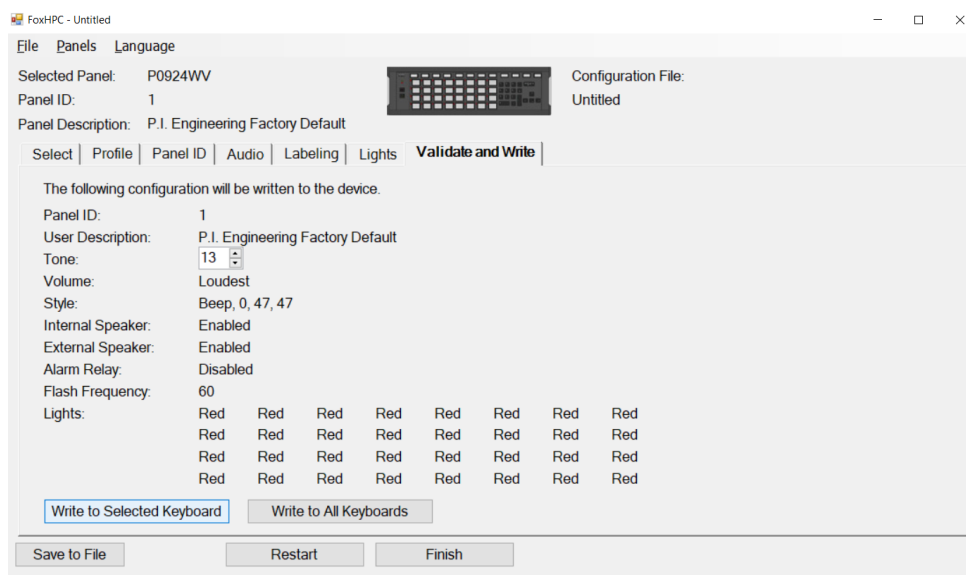 FoxHPC - Untitled
File Panels Language
Selected Panel: P0924WV Configuration File:
Panel ID: 1 Untitled
Panel Description: P.I. Engineering Factory Default
Select Profile Panel ID Audio Labeling Lights Validate and Write
The following configuration will be written to the device.
Panel ID: 1
User Description: P.I. Engineering Factory Default
Tone: 13
Volume: Loudest
Style: Beep, 0, 47, 47
Internal Speaker: Enabled
External Speaker: Enabled
Alarm Relay: Disabled
Flash Frequency: 60
Lights: Red Red Red Red Red Red Red Red
Red Red Red Red Red Red Red Red
Red Red Red Red Red Red Red Red
Red Red Red Red Red Red Red Red
Write to Selected Keyboard Write to All Keyboards
Save to File Restart Finish